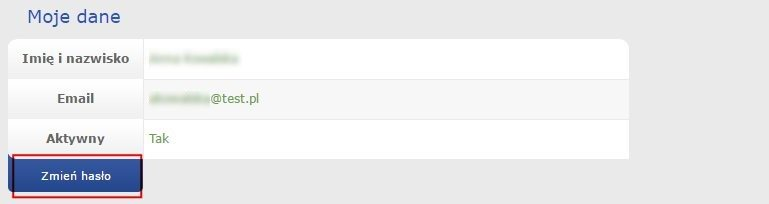 Moje dane
Imię i nazwisko
Email @test.pl
Aktywny Tak
Zmień hasło